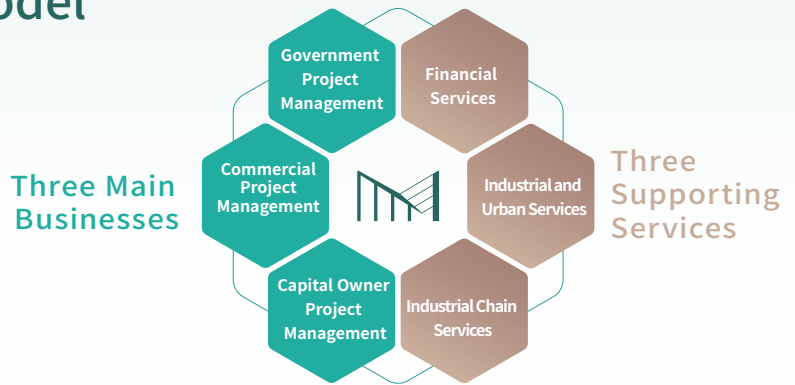 Three Main
Businesses
Government
Project
Management
Commercial
Project
Management
Capital Owner
Project
Management
Financial
Services
Industrial and
Urban Services
Industrial Chain
Services
Three
Supporting
Services